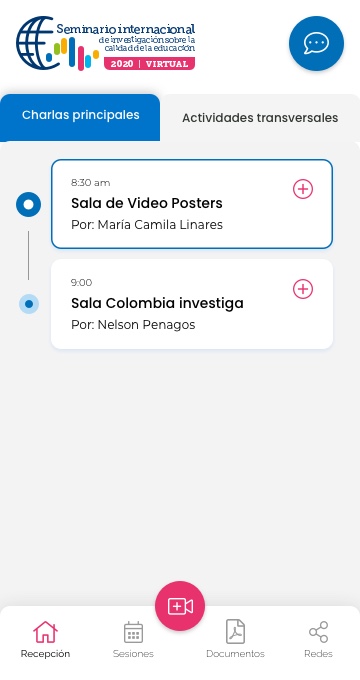 Seminario internacional
de investigación sobre la
calidad de la educación
2020 | VIRTUAL
Charlas principales
Actividades transversales
8:30 am
Sala de Video Posters
Por: María Camila Linares
9:00
Sala Colombia investiga
Por: Nelson Penagos
Recepción
Sesiones
Documentos
Redes